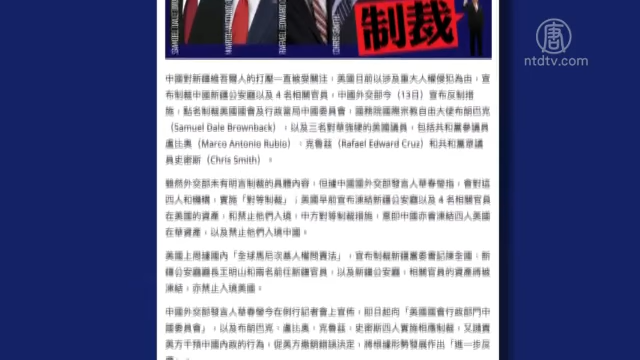 制裁
唐
ntdtv.com
中國對新疆維吾爾人的打壓一直被受關注，美國日前以涉及重大人權侵犯為由，宣
布制裁中國新疆公安廳以及 4 名相關官員，中國外交部今（13日）宣布反制措
施，點名制裁美國國會及行政當局中國委員會，國務院國際宗教自由大使布朗巴克
（Samuel Dale Brownback），以及三名對華強硬的美國議員，包括共和黨參議員
盧比奧（Marco Antonio Rubio）、克魯茲（Rafael Edward Cruz）和共和黨眾議
員史密斯（Chris Smith）。
雖然外交部未有明言制裁的具體內容，但據中國國外交部發言人華春瑩指，會對這
四人和機構，實施「對等制裁」；美國早前宣布凍結新疆公安廳以及 4 名相關官員
在美國的資產，和禁止他們入境，中方對等制裁措施，意即中國亦會凍結四人美國
在華資產，以及禁止他們入境中國。
美國上周據國內「全球馬尼茨基人權問責法」，宣布制裁新疆黨委書記陳全國、新
疆公安廳廳長王明山和兩名前任新疆官員，以及新疆公安廳，相關官員的資產將被
凍結，亦禁止入境美國。
中國外交部發言人華春瑩今在例行記者會上宣佈，即日起向「美國國會行政部門中
國委員會」，以及布朗巴克，盧比奧，克魯茲，史密斯四人實施相應制裁，又譴責
美方干預中國內政的行為，促美方撤銷錯誤決定，將根據形勢發展作出「進一步反